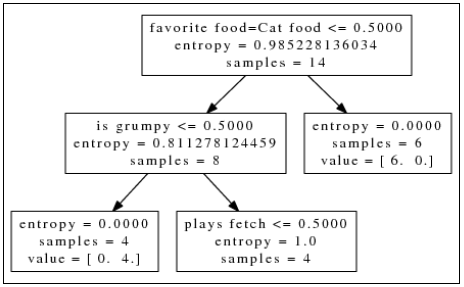 favorite food=Cat food <= 0.5000
entropy = 0.985228136034
samples = 14
is grumpy <= 0.5000
entropy = 0.811278124459
samples = 8
entropy = 0.0000
samples = 6
value = [ 6. 0.]
entropy = 0.0000
samples = 4
value = [ 0. 4.]
plays fetch <= 0.5000
entropy = 1.0
samples = 4